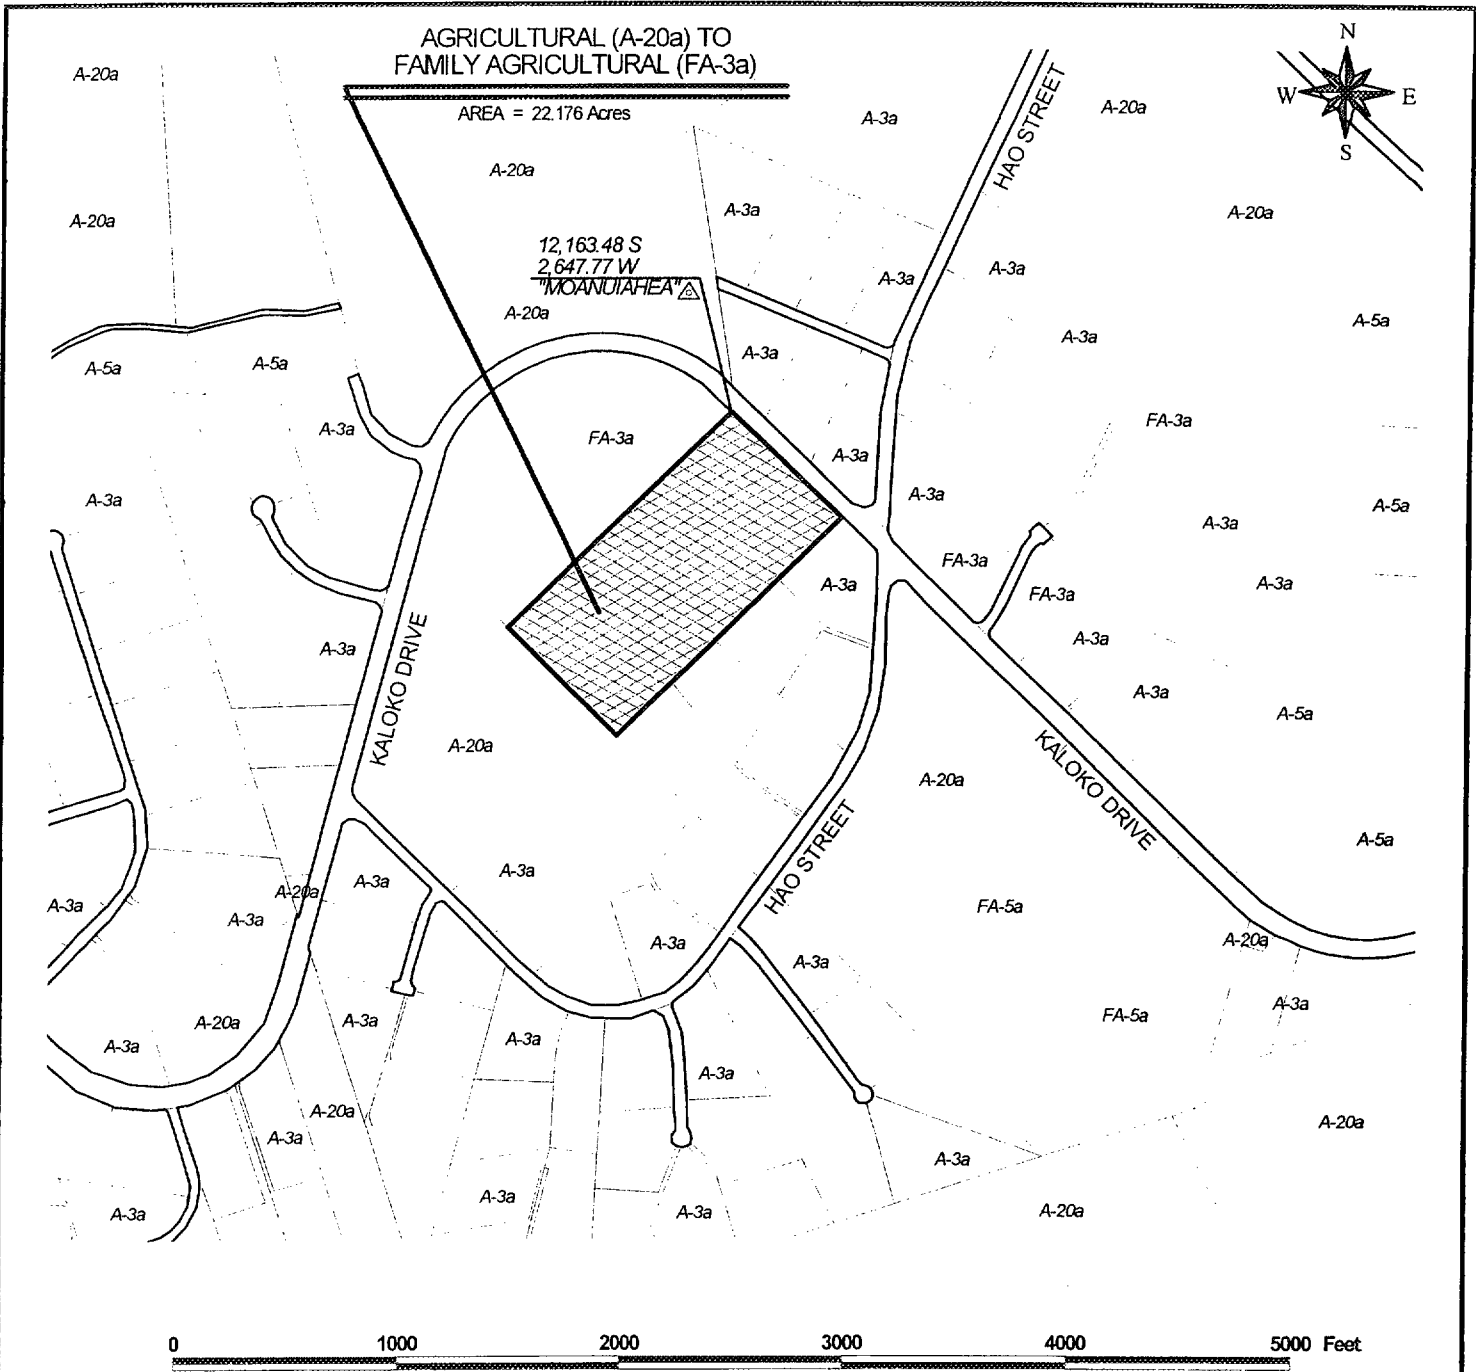 AGRICULTURAL (A-20a) TO
FAMILY AGRICULTURAL (FA-3a)
AREA = 22.176 Acres
N
W
E
S
A-20a
A-3a
A-20a
HAO STREET
A-20a
A-20a
A-3a
A-20a
12,163.48 S
2,647.77 W
"MOANUIAHEA"
A-3a
A-3a
A-20a
A-5a
A-3a
A-3a
A-5a
A-5a
FA-3a
A-3a
FA-3a
A-3a
A-3a
A-3a
A-5a
A-3a
FA-3a
A-3a
A-3a
FA-3a
A-3a
A-3a
KALOKO DRIVE
A-3a
A-5a
A-20a
A-20a
KALOKO DRIVE
HAO STREET
A-5a
A-3a
A-3a
A-20a
A-3a
A-3a
FA-5a
A-3a
A-20a
A-3a
A-3a
FA-5a
A-20a
A-3a
A-3a
A-3a
A-3a
A-20a
A-20a
A-3a
A-3a
A-3a
A-3a
A-3a
A-20a
0
1000
2000
3000
4000
5000 Feet